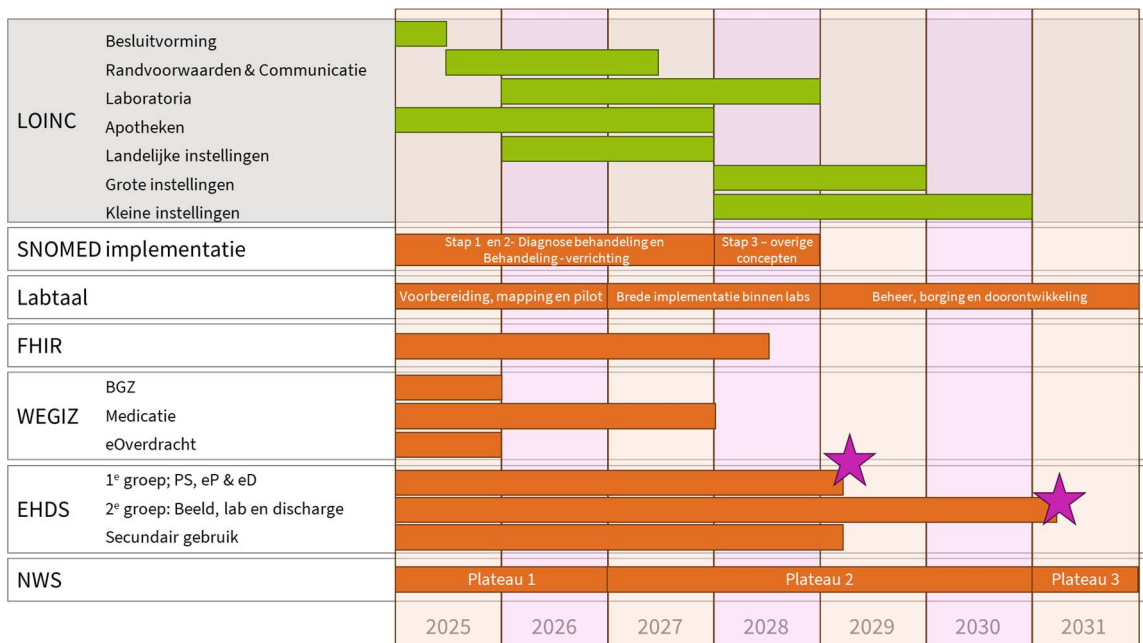 LOINC
Besluitvorming
Randvoorwaarden & Communicatie
Laboratoria
Apotheken
Landelijke instellingen
Grote instellingen
Kleine instellingen
SNOMED implementatie
Stap 1 en 2- Diagnose behandeling en
Behandeling - verrichting
Stap 3 – overige
concepten
Labtaal
Voorbereiding, mapping en pilot
Brede implementatie binnen labs
Beheer, borging en doorontwikkeling
FHIR
WEGIZ
BGZ
Medicatie
eOverdracht
EHDS
1e groep; PS, eP & eD
2e groep: Beeld, lab en discharge
Secundair gebruik
NWS
Plateau 1
Plateau 2
Plateau 3
2025
2026
2027
2028
2029
2030
2031